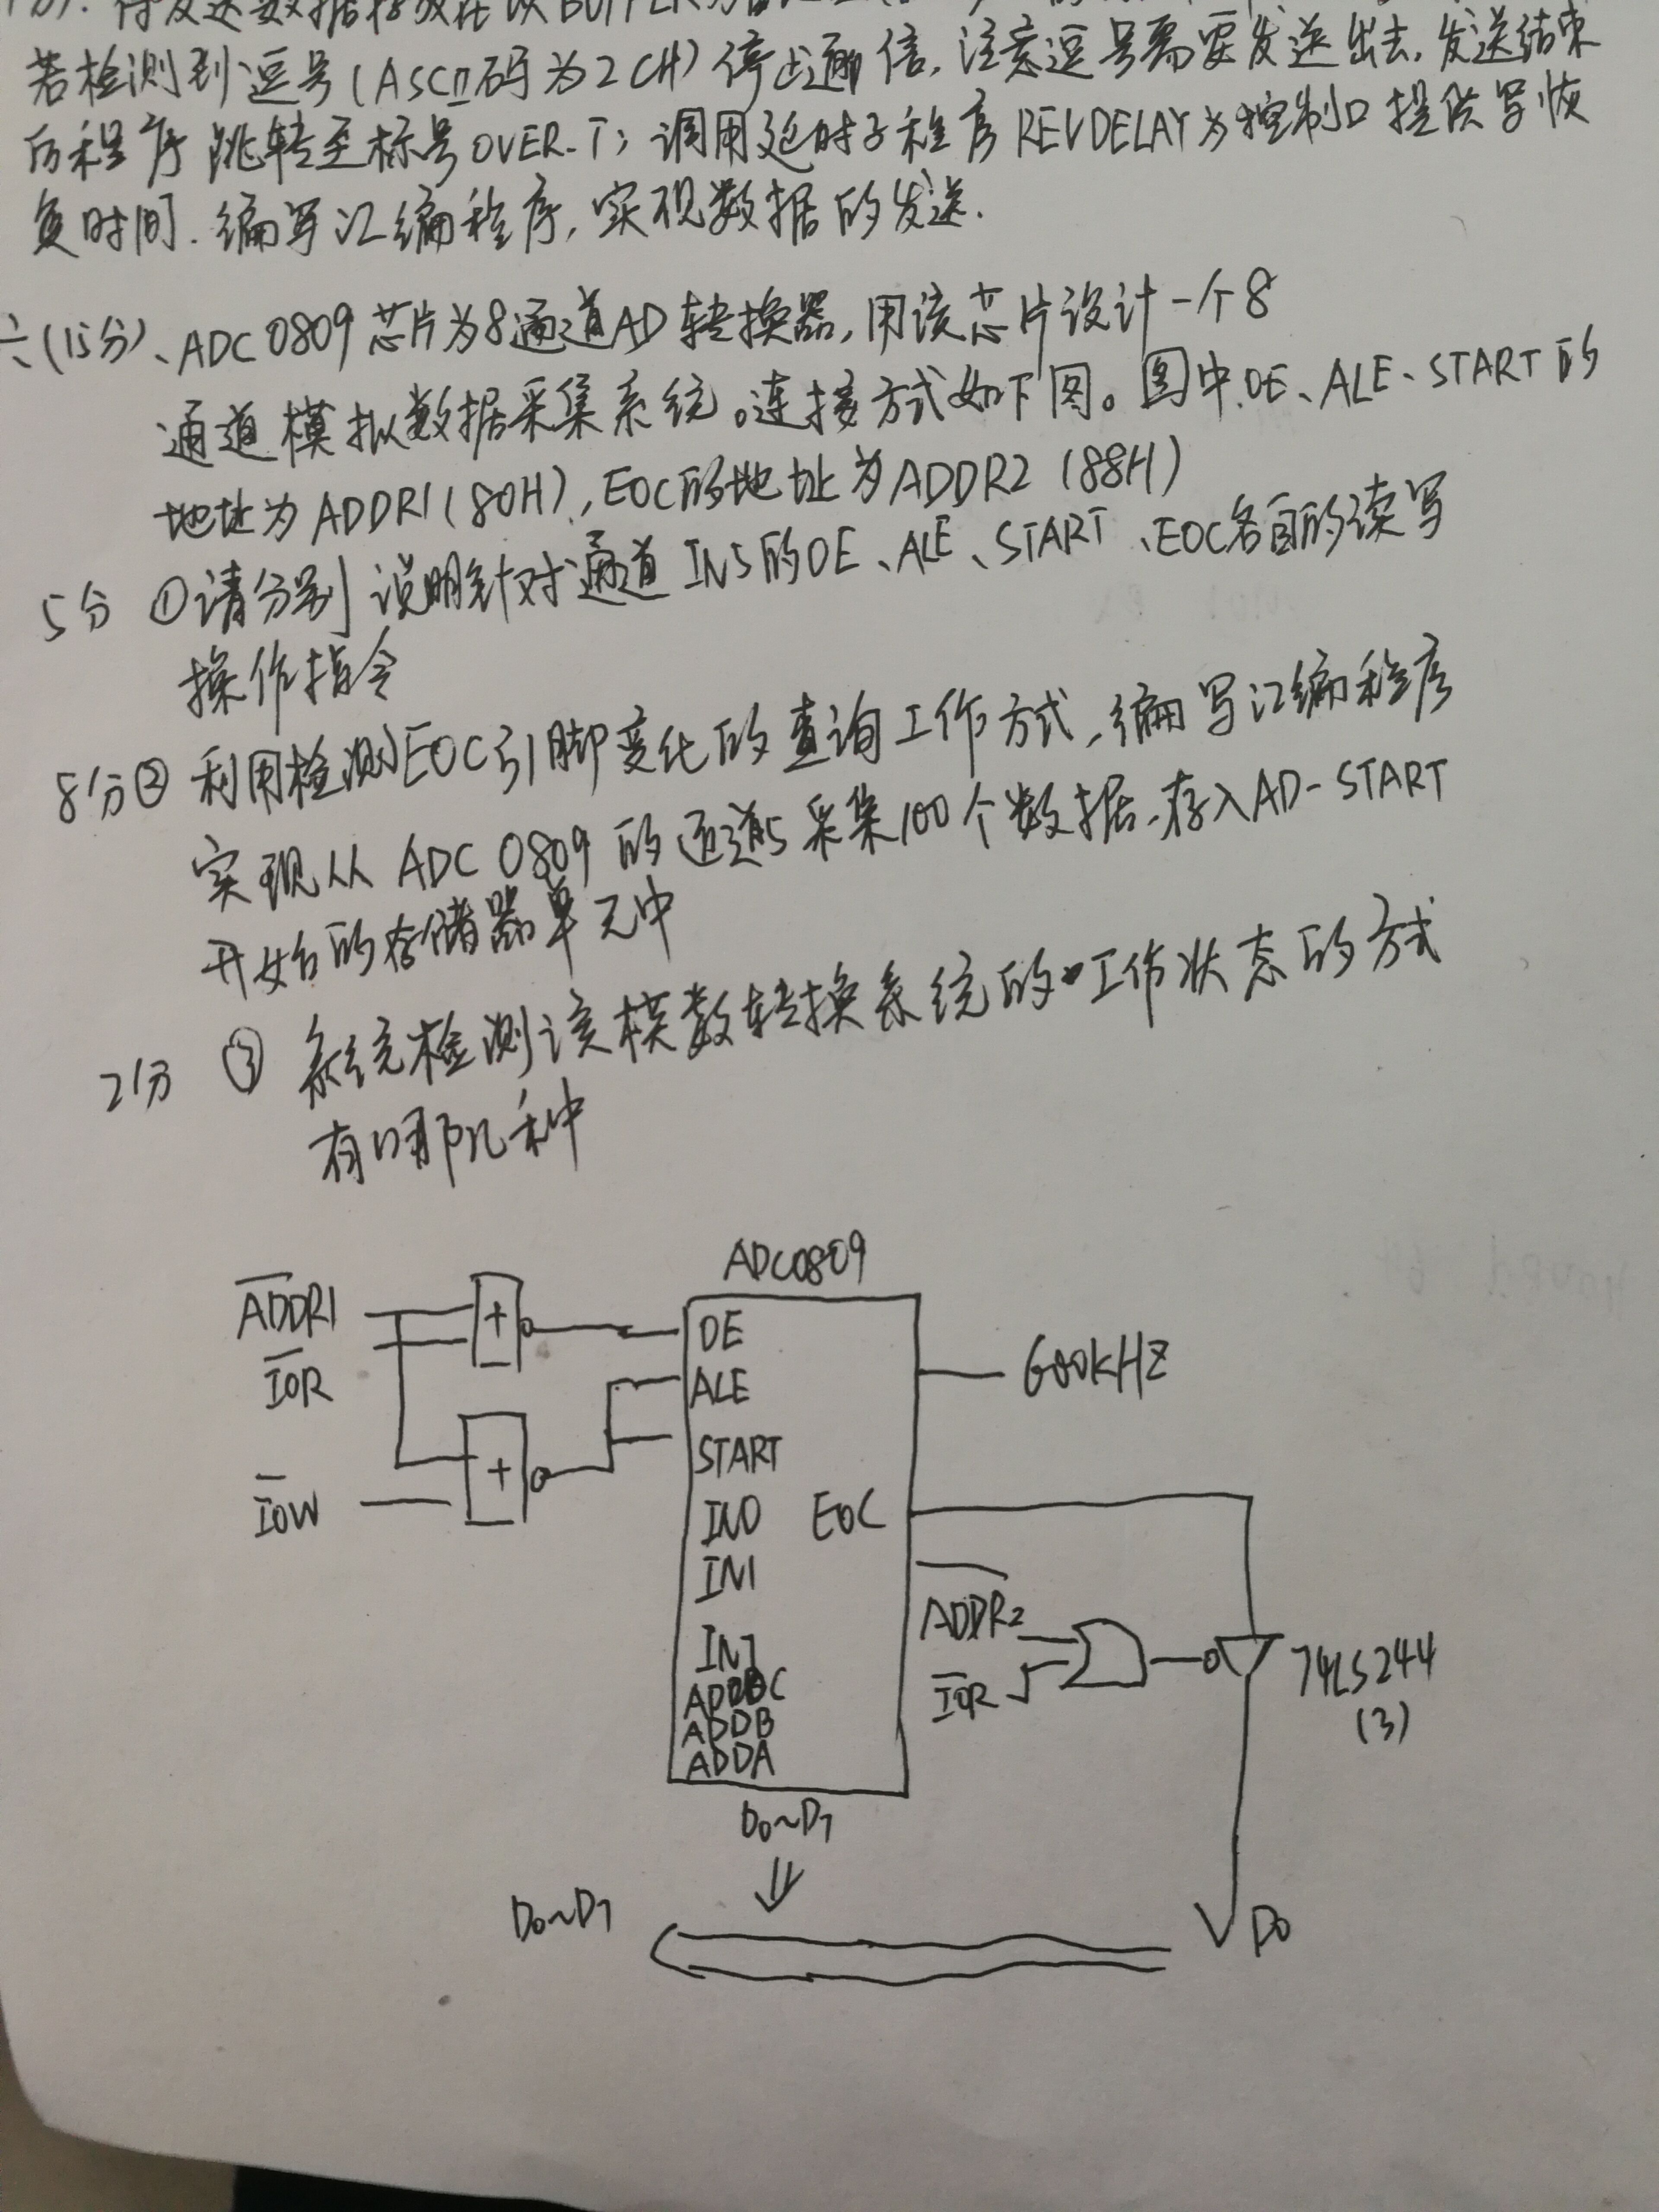 待发送数据存放在以BUFFER为首
若检测到逗号(ASCII码为2CH)停止通信,注意逗号需要发送出去,发送结束
后程序跳转至标号OVER-T;调用延时子程序REVDELAY为控制口提供写恢
复时间.编写汇编程序,实现数据的发送.
六(15分)、ADC0809芯片为8通道AD转换器,用该芯片设计一个8
通道模拟数据采集系统。连接方式如下图。图中OE、ALE、START的
地址为ADDR1(80H),EOC的地址为ADDR2(88H)
5分 ①请分别说明针对通道IN5的OE、ALE、START、EOC各自的读写
操作指令
8分② 利用检测EOC引脚变化的查询工作方式,编写汇编程序
实现从ADC0809的通道5采集100个数据,存入AD-START
开始的存储器单元中
2分 ③ 系统检测该模数转换系统的工作状态的方式
有哪几种
ADC0809
ADDR1
IOR
IOW
+
+
OE
ALE
START
IN0
IN1
IN7
ADDC
ADDB
ADDA
EOC
600KHZ
ADDR2
IOR
74LS244
(3)
D0~D7
D0~D7
D0